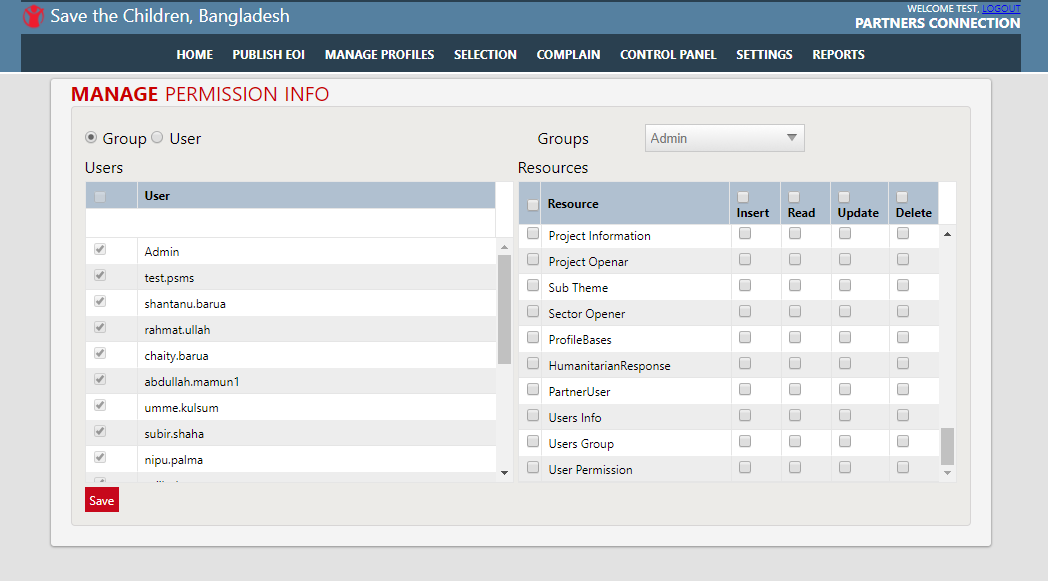 Save the Children, Bangladesh
WELCOME TEST, LOGOUT
PARTNERS CONNECTION
HOME PUBLISH EOI MANAGE PROFILES SELECTION COMPLAIN CONTROL PANEL SETTINGS REPORTS
MANAGE PERMISSION INFO
Group User
Groups Admin
Users
Resources
User
Resource Insert Read Update Delete
Admin
test.psms
shantanu.barua
rahmat.ullah
chaity.barua
abdullah.mamun1
umme.kulsum
subir.shaha
nipu.palma
Project Information
Project Openar
Sub Theme
Sector Opener
ProfileBases
HumanitarianResponse
PartnerUser
Users Info
Users Group
User Permission
Save